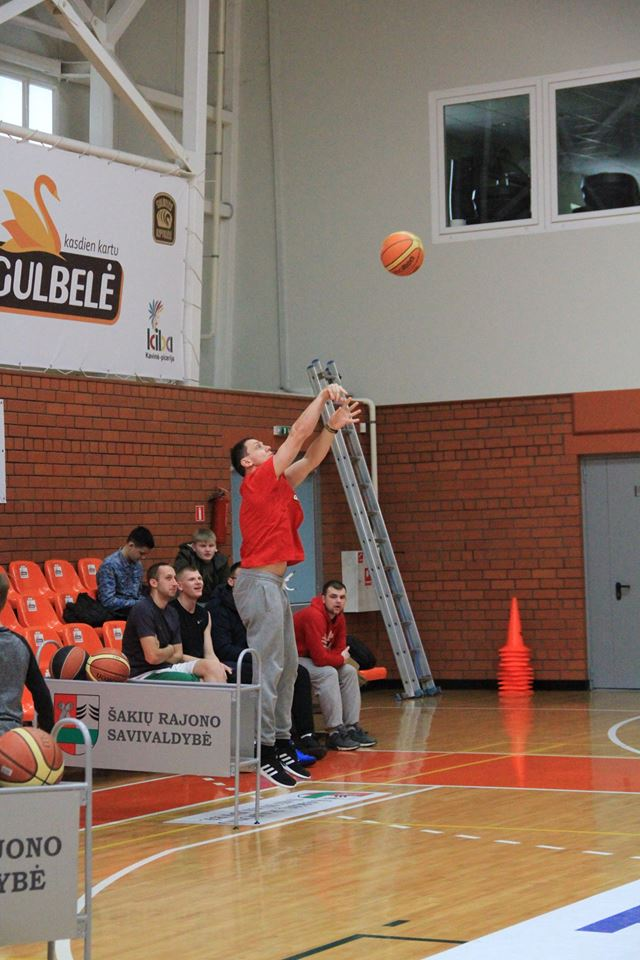 kasdien kartu
GULBELĖ
kiba
Kavinė-picerija
ŠAKIŲ RAJONO
SAVIVALDYBĖ
JONO
YBĖ